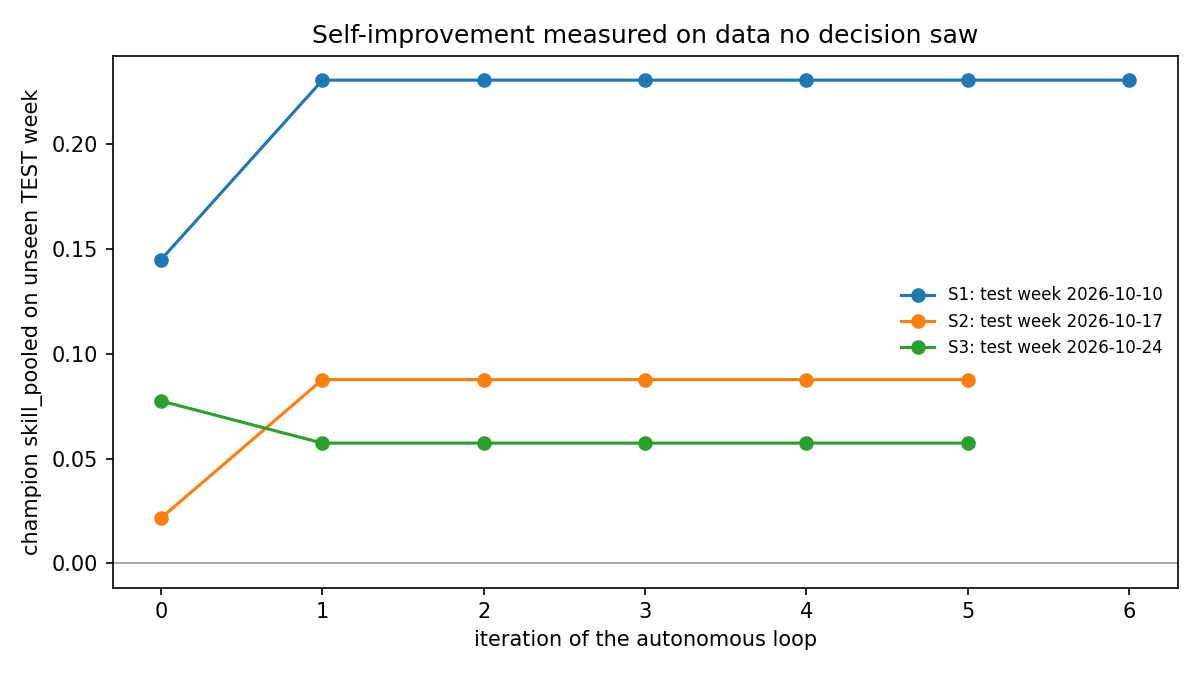 Self-improvement measured on data no decision saw
champion skill_pooled on unseen TEST week
0.20
0.15
0.10
0.05
0.00
S1: test week 2026-10-10
S2: test week 2026-10-17
S3: test week 2026-10-24
0 1 2 3 4 5 6
iteration of the autonomous loop